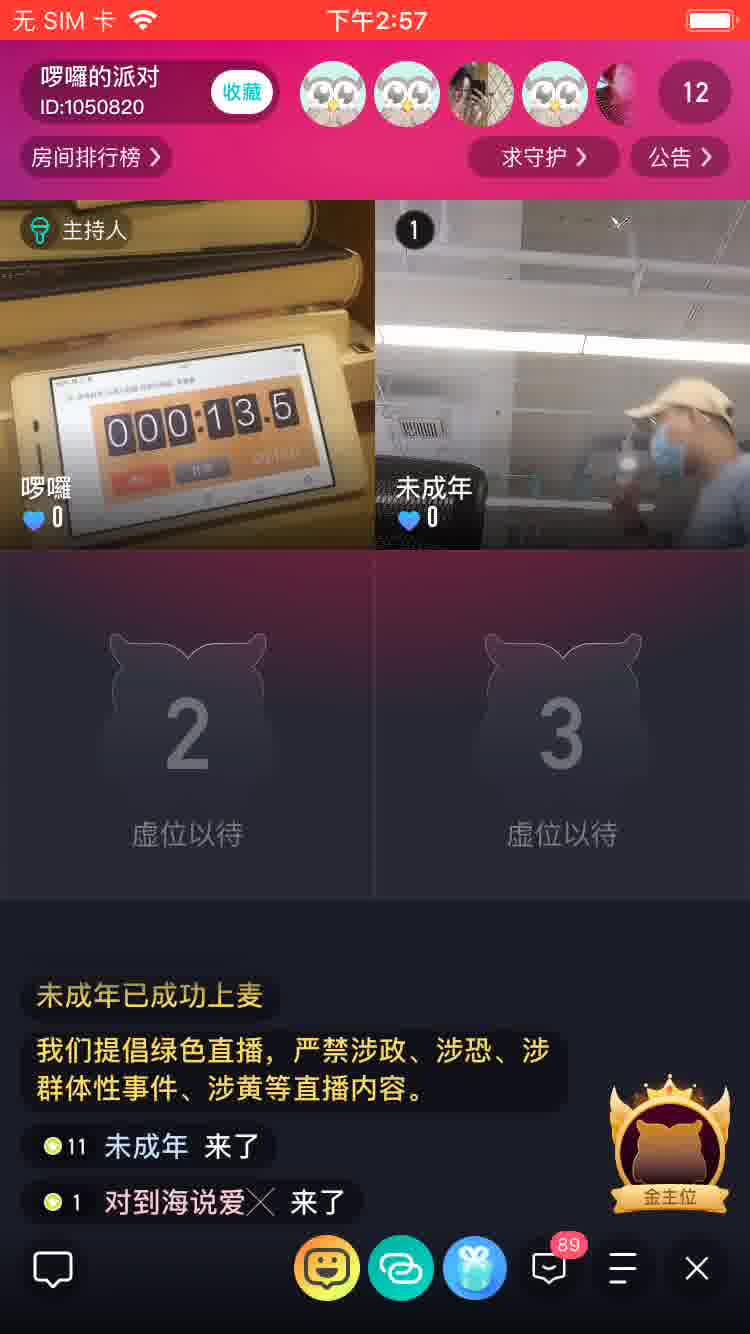 无 SIM 卡
下午2:57
啰囉的派对
ID:1050820
收藏
12
房间排行榜
求守护
公告
主持人
1
000:13.5
啰囉
0
未成年
0
2
3
虚位以待
虚位以待
未成年已成功上麦
我们提倡绿色直播，严禁涉政、涉恐、涉
群体性事件、涉黄等直播内容。
11 未成年 来了
1 对到海说爱╳ 来了
金主位
89